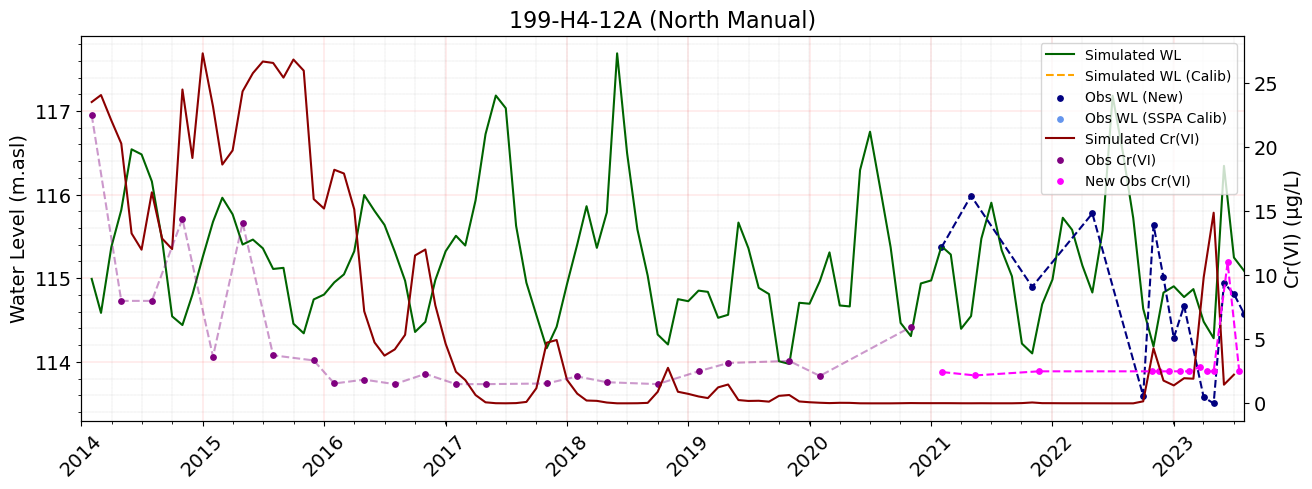 199-H4-12A (North Manual)
Water Level (m.asl)
117
116
115
114
Simulated WL
Simulated WL (Calib)
Obs WL (New)
Obs WL (SSPA Calib)
Simulated Cr(VI)
Obs Cr(VI)
New Obs Cr(VI)
25
20
15
10
5
0
Cr(VI) (μg/L)
2014
2015
2016
2017
2018
2019
2020
2021
2022
2023